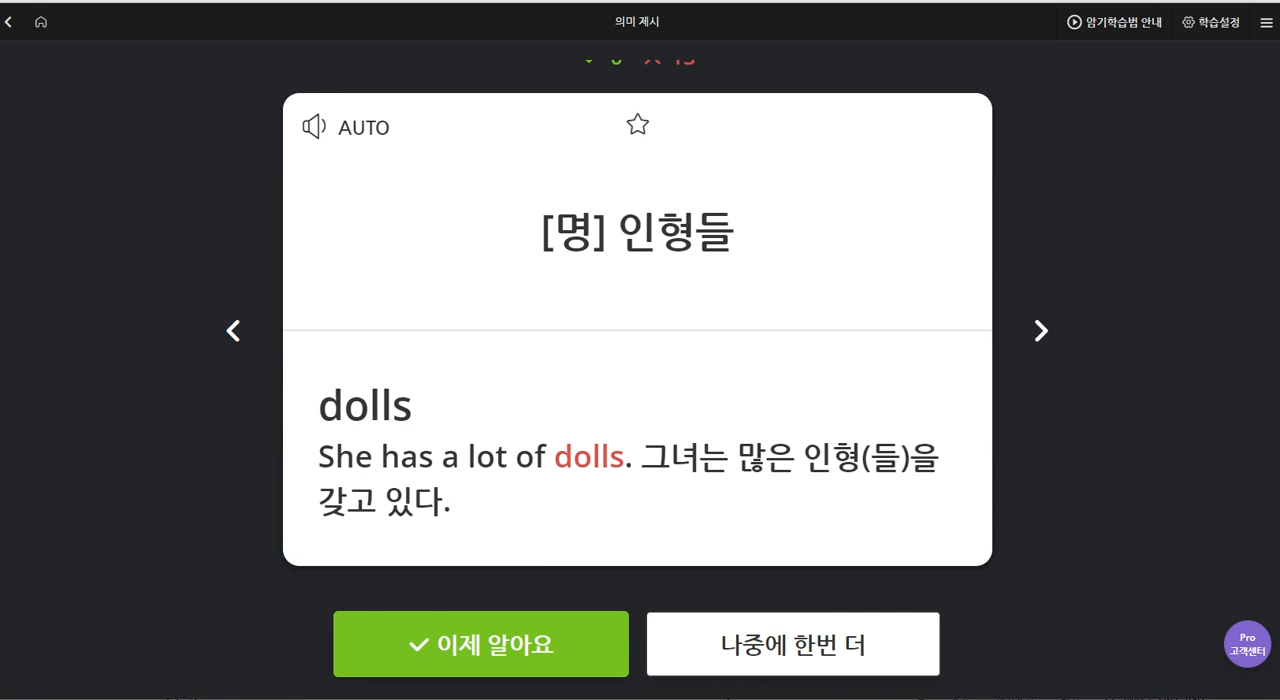 의미 제시
암기학습법 안내
학습설정
AUTO
[명] 인형들
dolls
She has a lot of dolls. 그녀는 많은 인형(들)을
갖고 있다.
이제 알아요
나중에 한번 더
Pro
고객센터